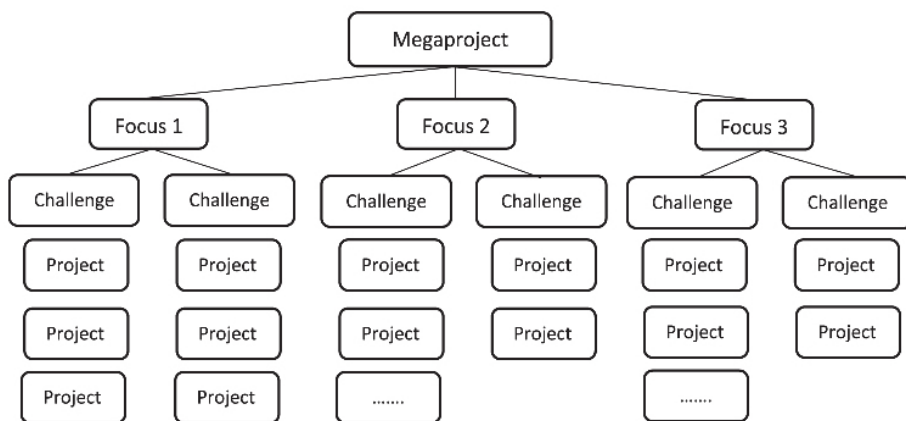 Megaproject
Focus 1 Focus 2 Focus 3
Challenge Challenge Challenge Challenge Challenge Challenge
Project Project Project Project Project Project
Project Project Project Project Project Project
Project Project ....... .......